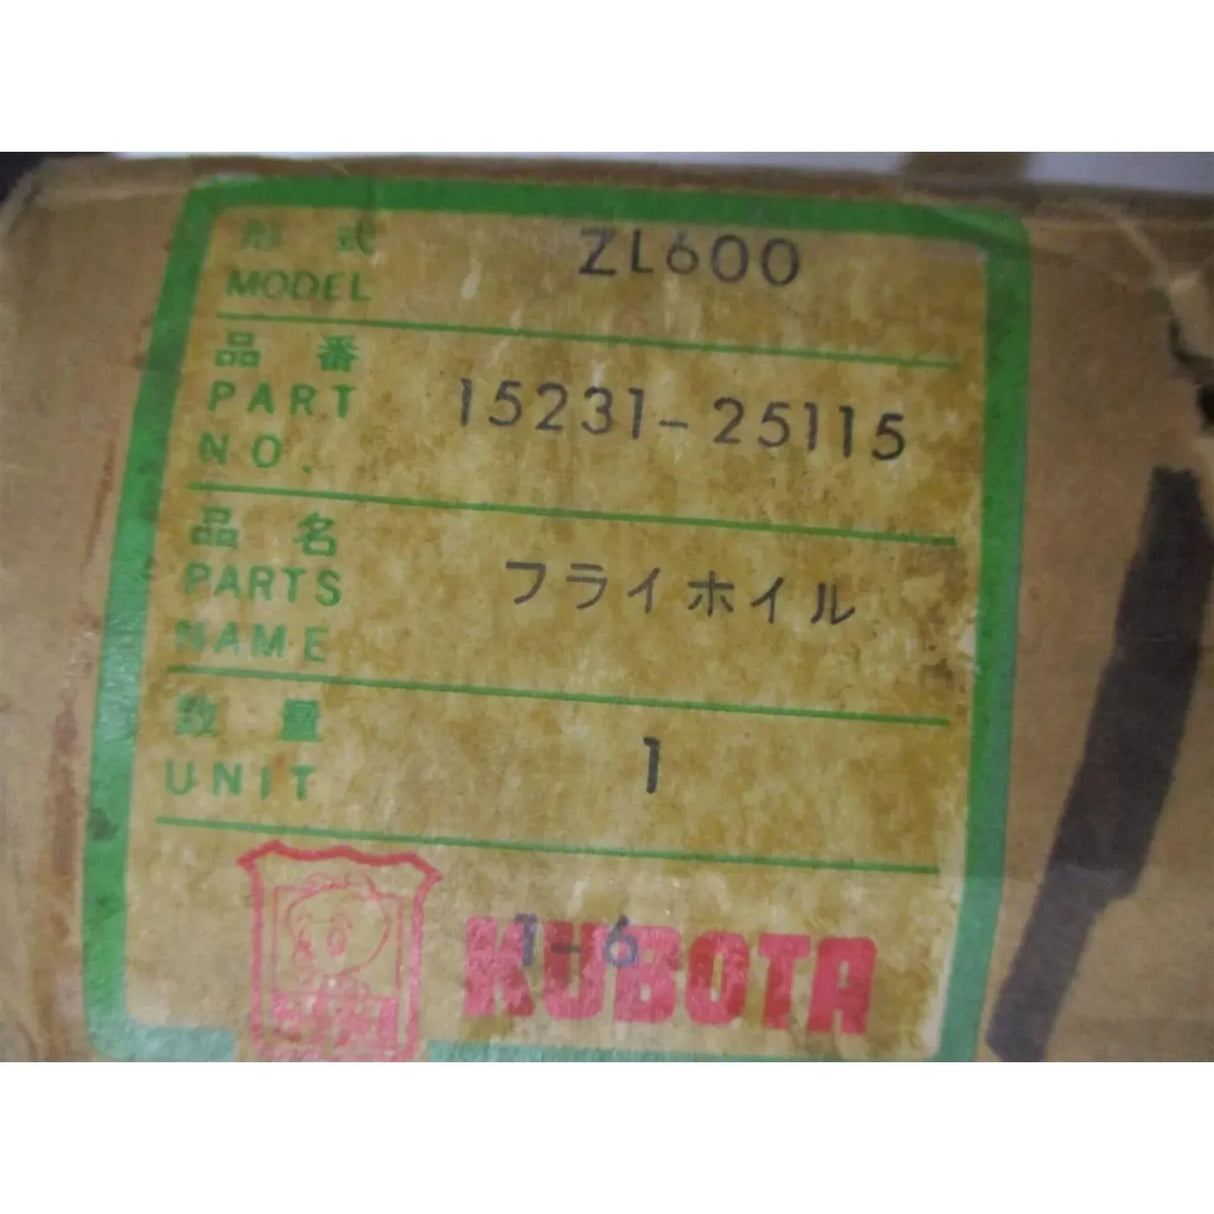 形 式 ZL600
MODEL
品 番
PART 15231-25115
NO.
品 名
PARTS フライホイル
NAME
数 量 1
UNIT
1-6
KUBOTA